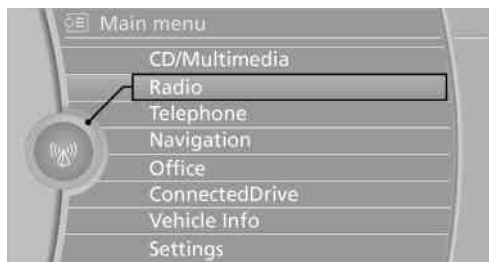 Main menu
CD/Multimedia
Radio
Telephone
Navigation
Office
ConnectedDrive
Vehicle Info
Settings